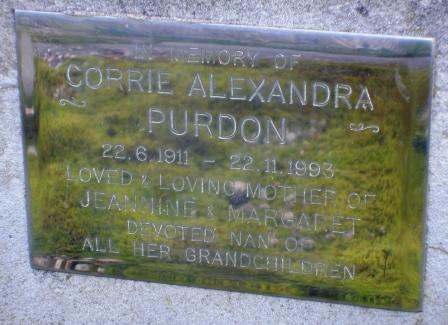 IN MEMORY OF
CORRIE ALEXANDRA
PURDON
22.6.1911 - 22.11.1993
LOVED & LOVING MOTHER OF
JEANNINE & MARGARET
DEVOTED NAN OF
ALL HER GRANDCHILDREN